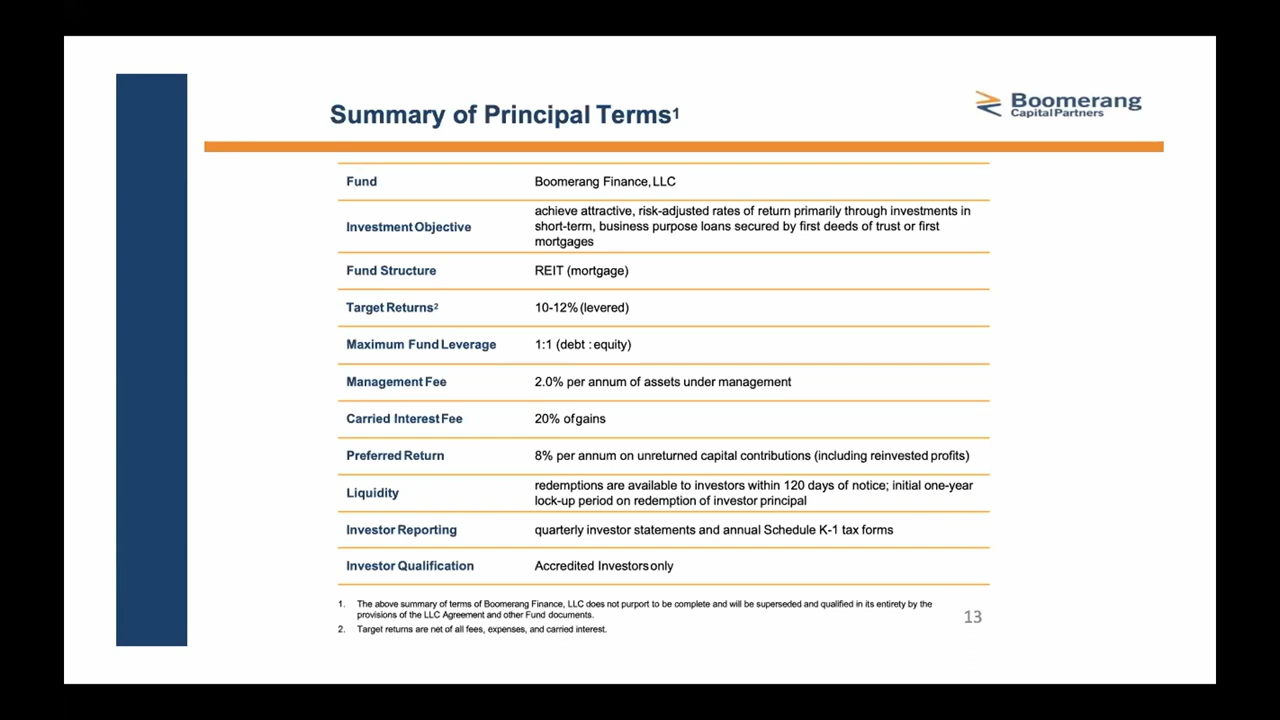 Summary of Principal Terms1
Boomerang
Capital Partners
Fund
Boomerang Finance, LLC
Investment Objective
achieve attractive, risk-adjusted rates of return primarily through investments in
short-term, business purpose loans secured by first deeds of trust or first
mortgages
Fund Structure
REIT (mortgage)
Target Returns2
10-12% (levered)
Maximum Fund Leverage
1:1 (debt : equity)
Management Fee
2.0% per annum of assets under management
Carried Interest Fee
20% of gains
Preferred Return
8% per annum on unreturned capital contributions (including reinvested profits)
Liquidity
redemptions are available to investors within 120 days of notice; initial one-year
lock-up period on redemption of investor principal
Investor Reporting
quarterly investor statements and annual Schedule K-1 tax forms
Investor Qualification
Accredited Investors only
1. The above summary of terms of Boomerang Finance, LLC does not purport to be complete and will be superseded and qualified in its entirety by the
provisions of the LLC Agreement and other Fund documents.
2. Target returns are net of all fees, expenses, and carried interest.
13